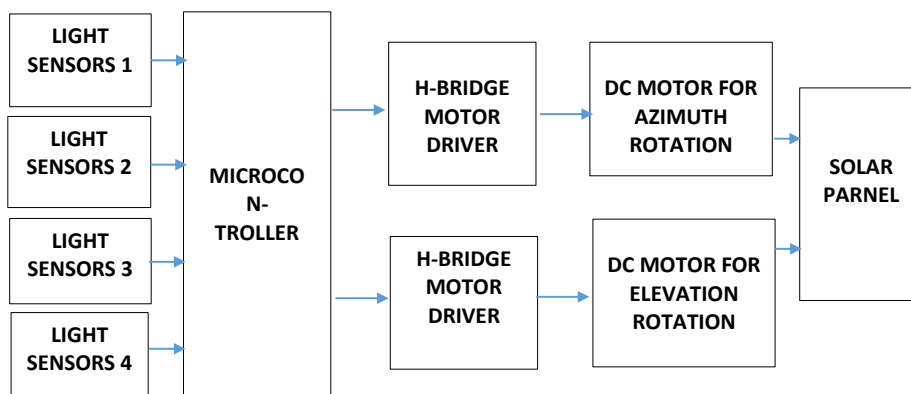 LIGHT
SENSORS 1
LIGHT
SENSORS 2
LIGHT
SENSORS 3
LIGHT
SENSORS 4
MICROCO
N-
TROLLER
H-BRIDGE
MOTOR
DRIVER
H-BRIDGE
MOTOR
DRIVER
DC MOTOR FOR
AZIMUTH
ROTATION
DC MOTOR FOR
ELEVATION
ROTATION
SOLAR
PARNEL